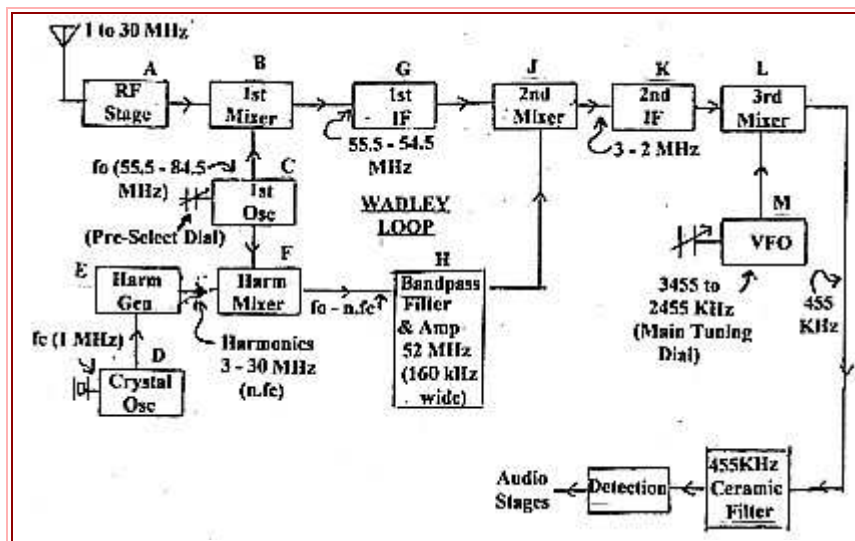 1 to 30 MHz
A
RF
Stage
B
1st
Mixer
G
1st
IF
J
2nd
Mixer
K
2nd
IF
L
3rd
Mixer
55.5 - 54.5
MHz
3 - 2 MHz
fo (55.5 - 84.5
MHz)
C
1st
Osc
(Pre-Select Dial)
WADLEY
LOOP
M
VFO
E
Harm
Gen
F
Harm
Mixer
fo - n.fc
H
Bandpass
Filter
& Amp
52 MHz
(160 kHz
wide)
3455 to
2455 KHz
(Main Tuning
Dial)
455
KHz
Harmonics
3 - 30 MHz
(n.fc)
fc (1 MHz)
D
Crystal
Osc
Audio
Stages
Detection
455KHz
Ceramic
Filter